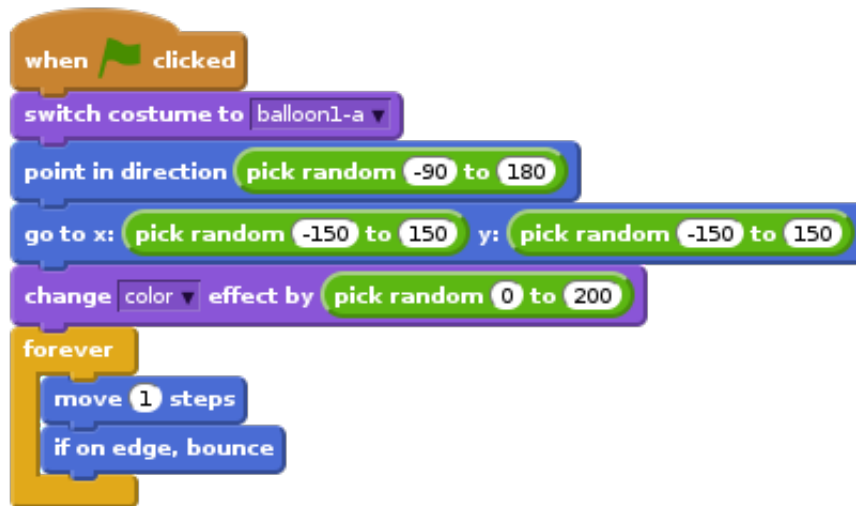 when clicked
switch costume to balloon1-a
point in direction pick random -90 to 180
go to x: pick random -150 to 150 y: pick random -150 to 150
change color effect by pick random 0 to 200
forever
move 1 steps
if on edge, bounce